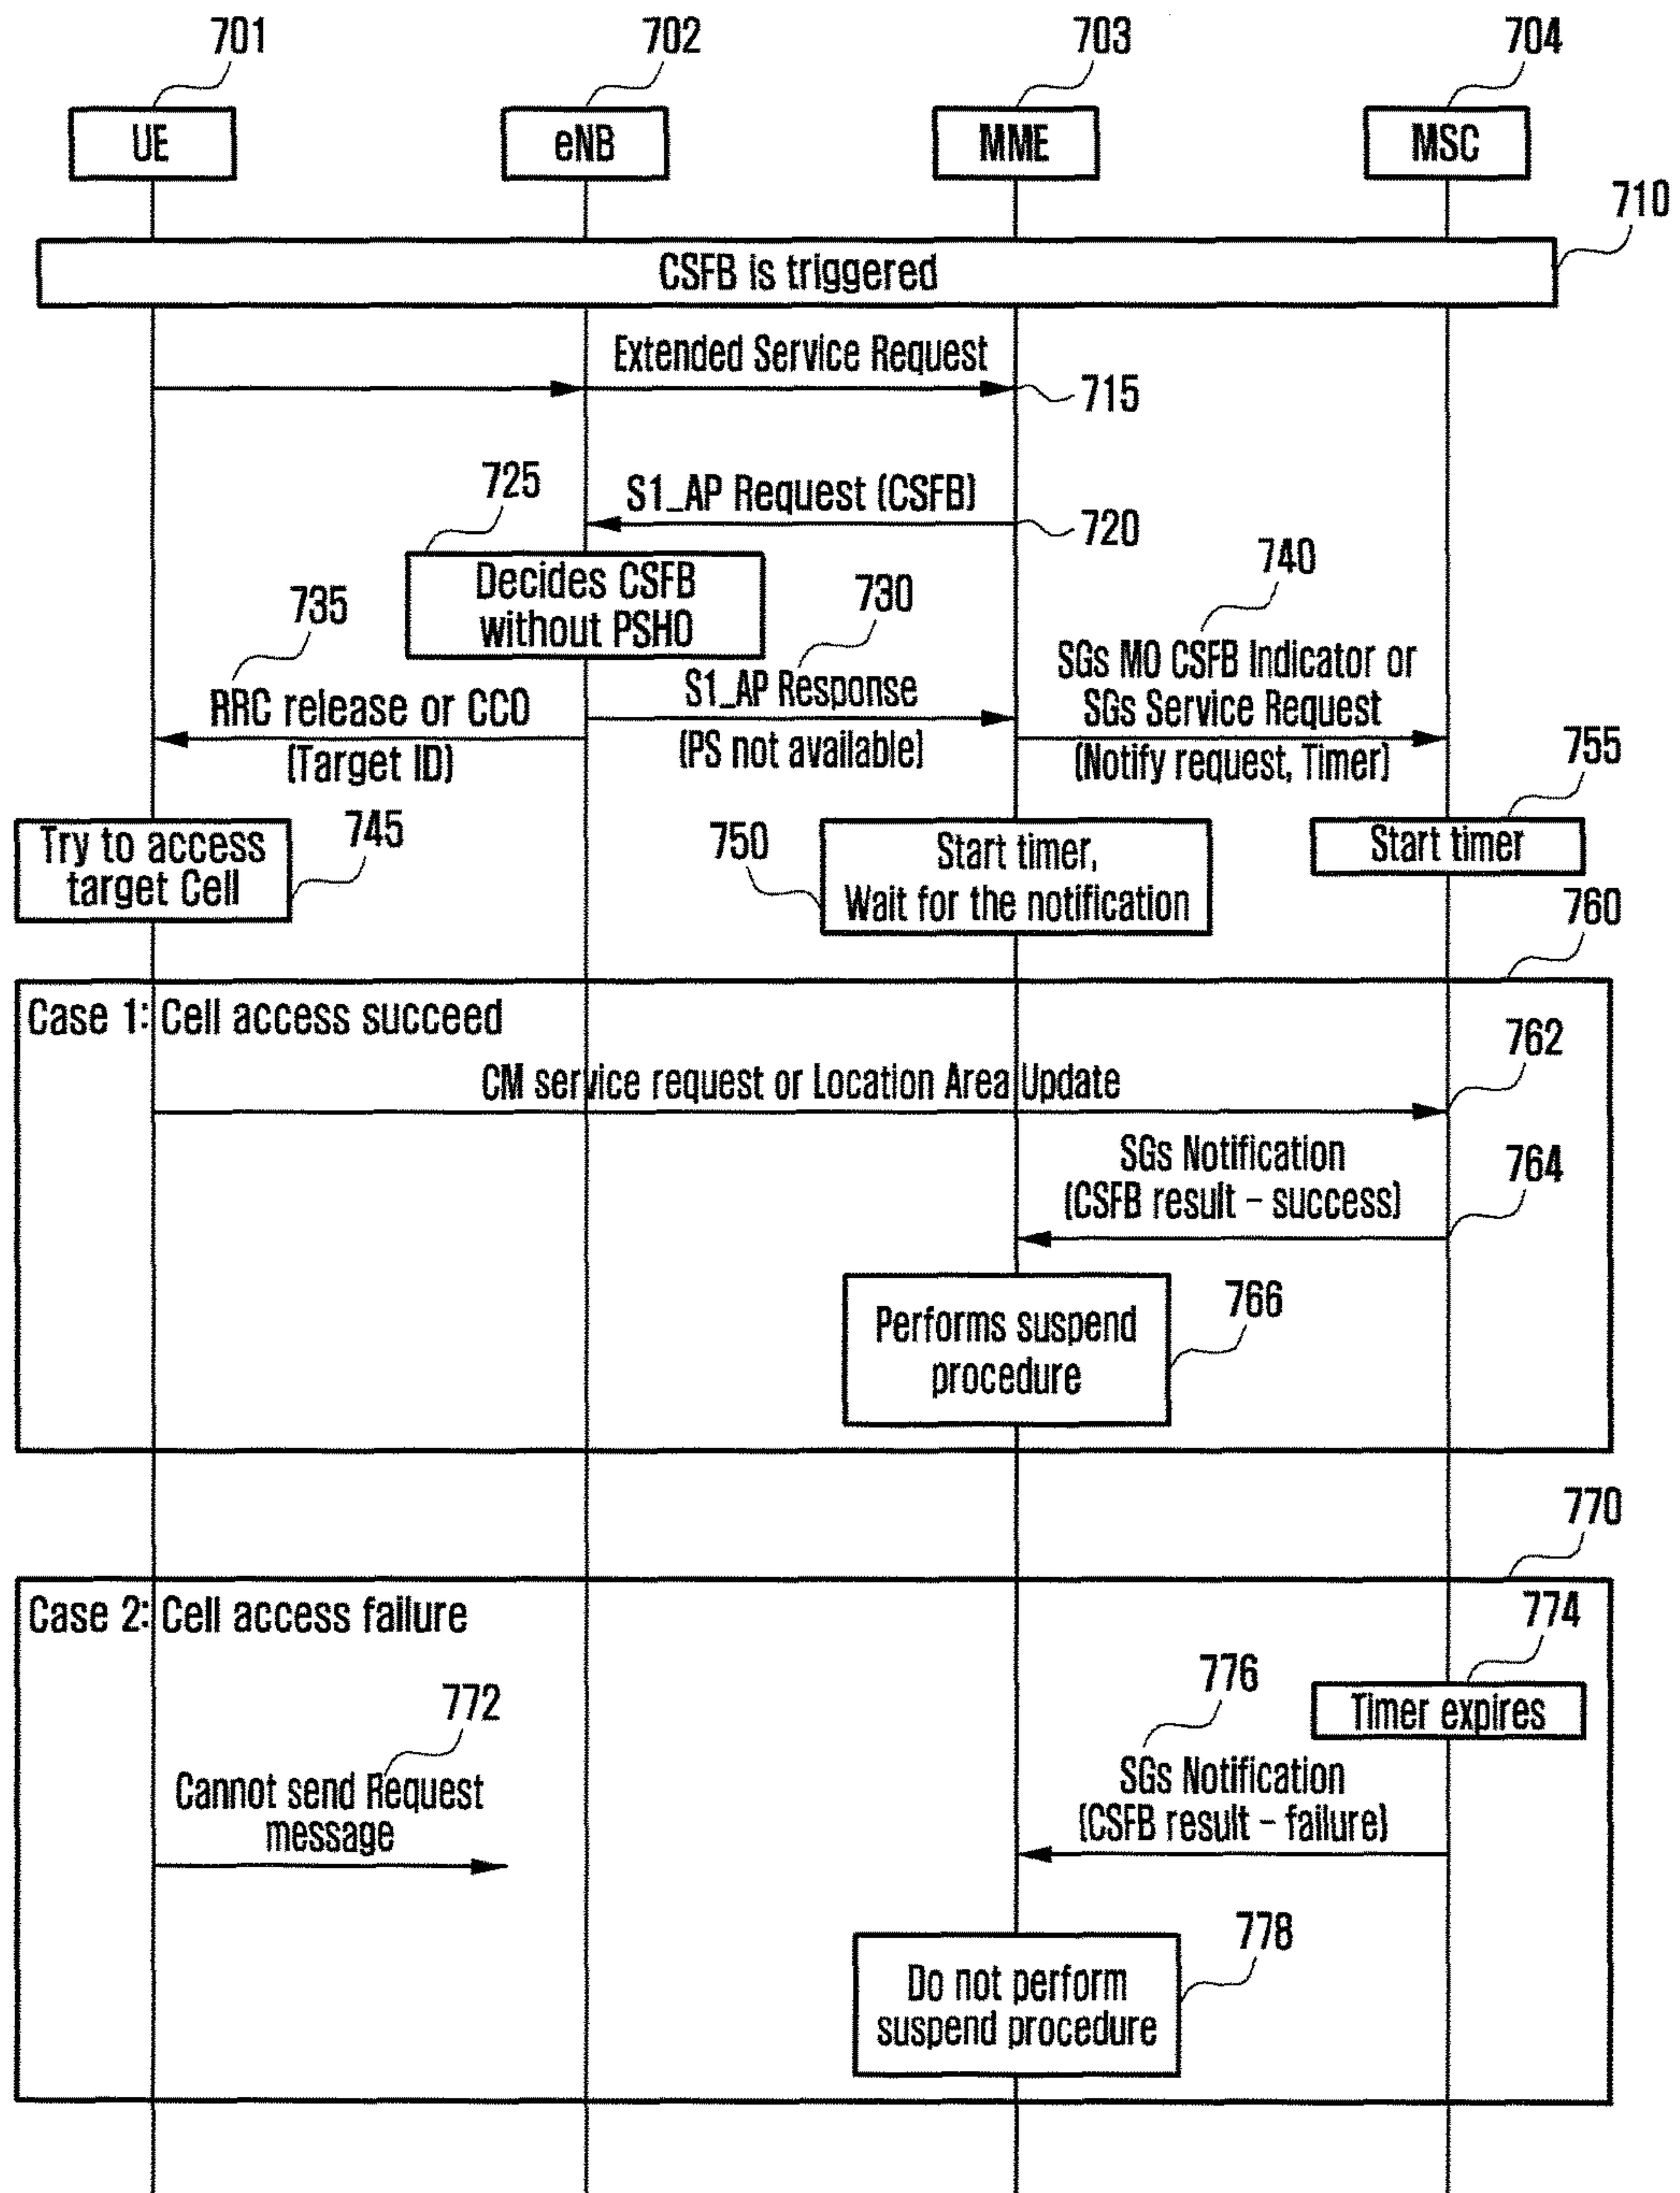 701
702
703
704
UE
eNB
MME
MSC
710
CSFB is triggered
Extended Service Request
715
725
S1_AP Request (CSFB)
720
740
Decides CSFB
without PSHO
735
730
SGs MO CSFB Indicator or
SGs Service Request
(Notify request, Timer)
RRC release or CCO
(Target ID)
S1_AP Response
(PS not available)
755
Try to access
target Cell
745
750
Start timer,
Wait for the notification
Start timer
760
Case 1: Cell access succeed
762
CM service request or Location Area Update
SGs Notification
(CSFB result - success)
764
Performs suspend
procedure
766
770
Case 2: Cell access failure
774
776
Timer expires
772
Cannot send Request
message
SGs Notification
(CSFB result - failure)
778
Do not perform
suspend procedure